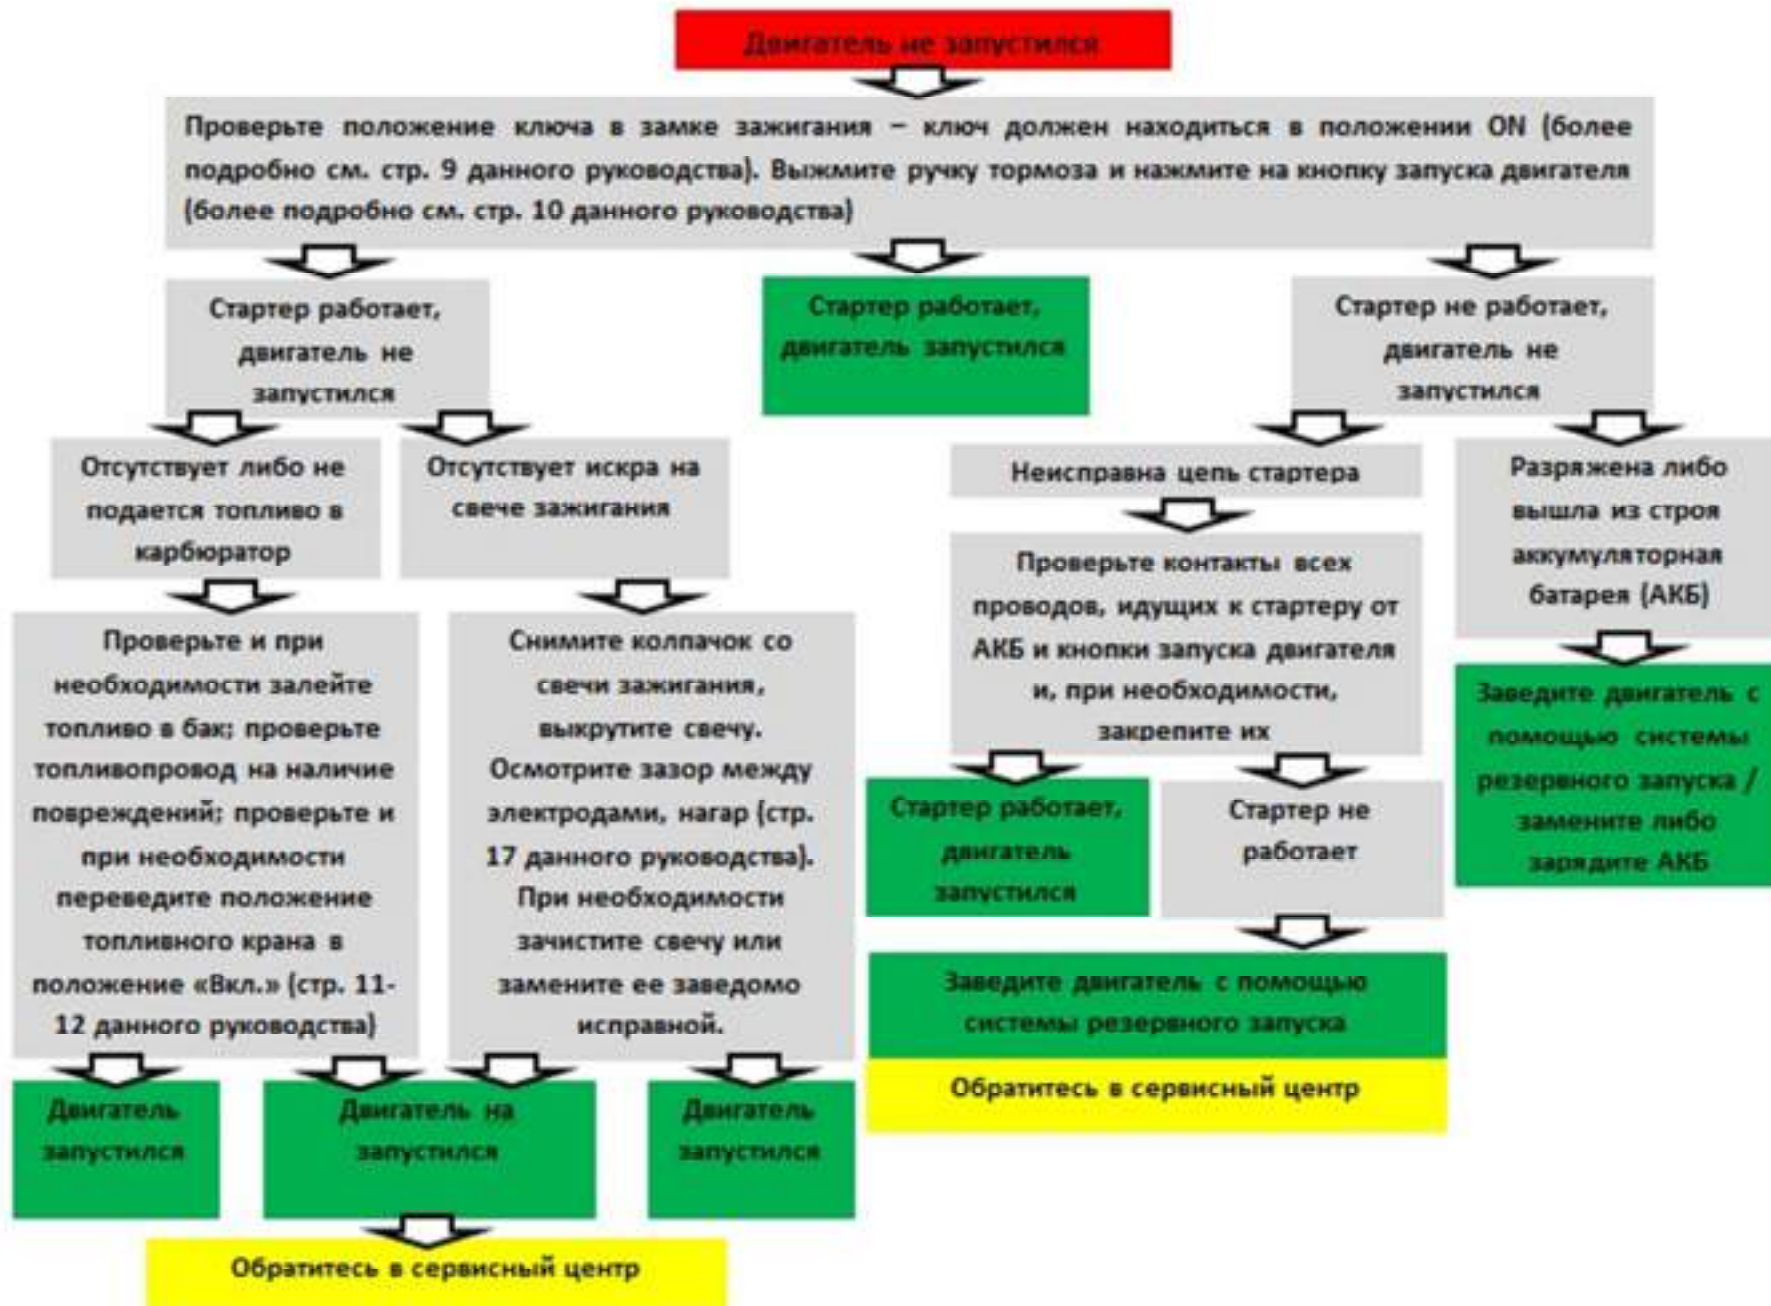 Двигатель не запустился
Проверьте положение ключа в замке зажигания – ключ должен находиться в положении ON (более
подробно см. стр. 9 данного руководства). Выжмите ручку тормоза и нажмите на кнопку запуска двигателя
(более подробно см. стр. 10 данного руководства)
Стартер работает,
двигатель не
запустился
Стартер работает,
двигатель запустился
Стартер не работает,
двигатель не
запустился
Отсутствует либо не
подается топливо в
карбюратор
Отсутствует искра на
свече зажигания
Неисправна цепь стартера
Разряжена либо
вышла из строя
аккумуляторная
батарея (АКБ)
Проверьте и при
необходимости залейте
топливо в бак; проверьте
топливопровод на наличие
повреждений; проверьте и
при необходимости
переведите положение
топливного крана в
положение «Вкл.» (стр. 11-
12 данного руководства)
Снимите колпачок со
свечи зажигания,
выкрутите свечу.
Осмотрите зазор между
электродами, нагар (стр.
17 данного руководства).
При необходимости
зачистите свечу или
замените ее заведомо
исправной.
Проверьте контакты всех
проводов, идущих к стартеру от
АКБ и кнопки запуска двигателя
и, при необходимости,
закрепите их
Заведите двигатель с
помощью системы
резервного запуска /
замените либо
зарядите АКБ
Стартер работает,
двигатель
запустился
Стартер не
работает
Заведите двигатель с помощью
системы резервного запуска
Обратитесь в сервисный центр
Двигатель
запустился
Двигатель на
запустился
Двигатель
запустился
Обратитесь в сервисный центр